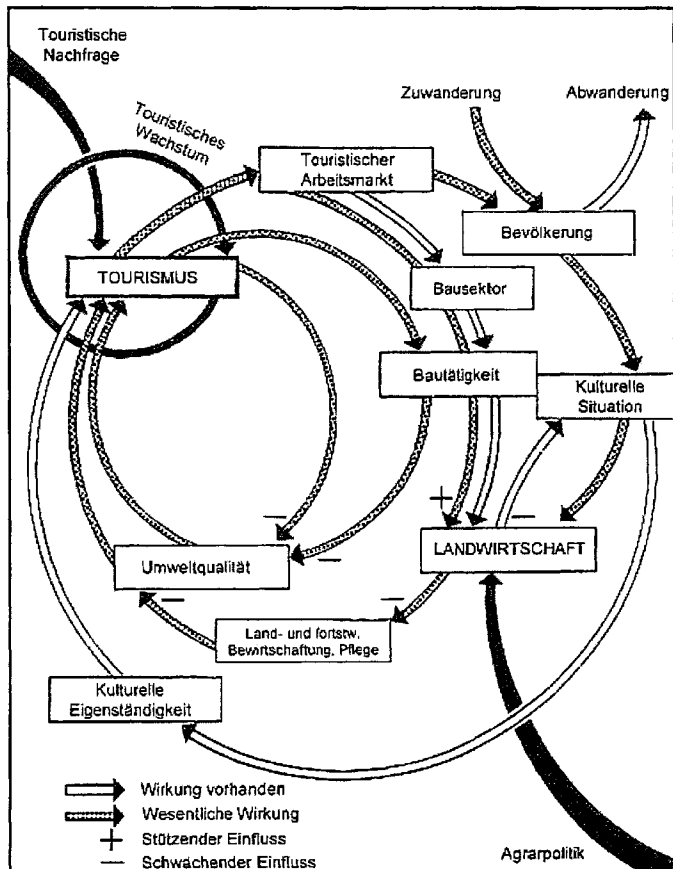 Touristische
Nachfrage
Touristisches
Wachstum
Zuwanderung
Abwanderung
Touristischer
Arbeitsmarkt
Bevölkerung
TOURISMUS
Bausektor
Bautätigkeit
Kulturelle
Situation
+
—
—
—
LANDWIRTSCHAFT
Umweltqualität
—
—
Land- und fortstw.
Bewirtschaftung, Pflege
Kulturelle
Eigenständigkeit
Wirkung vorhanden
Wesentliche Wirkung
+ Stützender Einfluss
— Schwächender Einfluss
Agrarpolitik